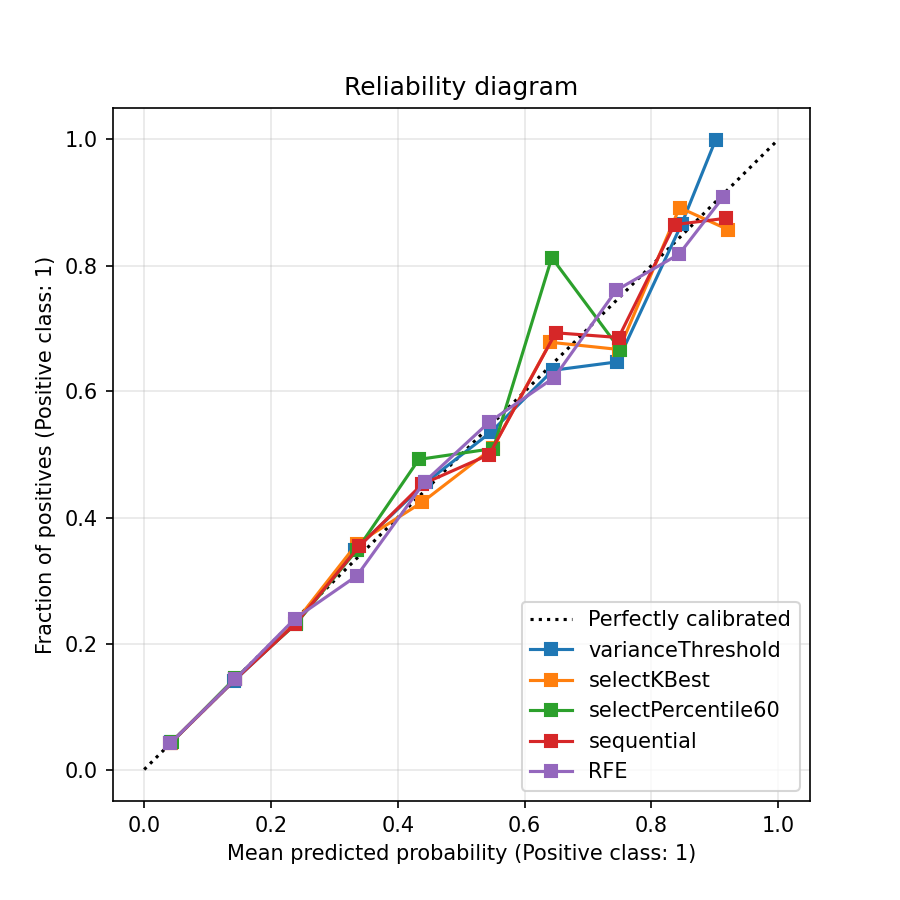 Reliability diagram
1.0
0.8
0.6
0.4
0.2
0.0
Fraction of positives (Positive class: 1)
Perfectly calibrated
varianceThreshold
selectKBest
selectPercentile60
sequential
RFE
0.0 0.2 0.4 0.6 0.8 1.0
Mean predicted probability (Positive class: 1)